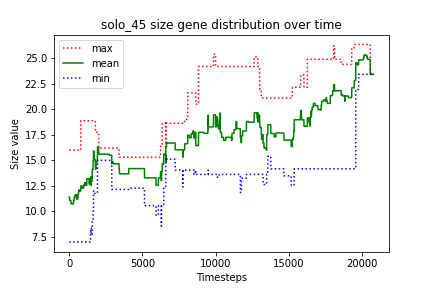 solo_45 size gene distribution over time
max
mean
min
Size value
25.0
22.5
20.0
17.5
15.0
12.5
10.0
7.5
0
5000
10000
15000
20000
Timesteps